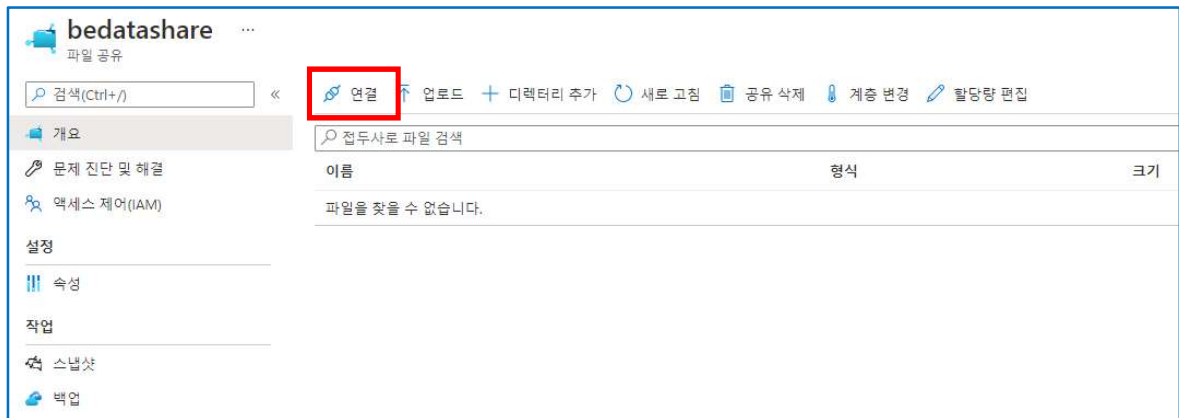 bedatashare ...
파일 공유
검색(Ctrl+/) «
연결 업로드 디렉터리 추가 새로 고침 공유 삭제 계층 변경 할당량 편집
개요
접두사로 파일 검색
문제 진단 및 해결
이름 형식 크기
액세스 제어(IAM)
파일을 찾을 수 없습니다.
설정
속성
작업
스냅샷
백업